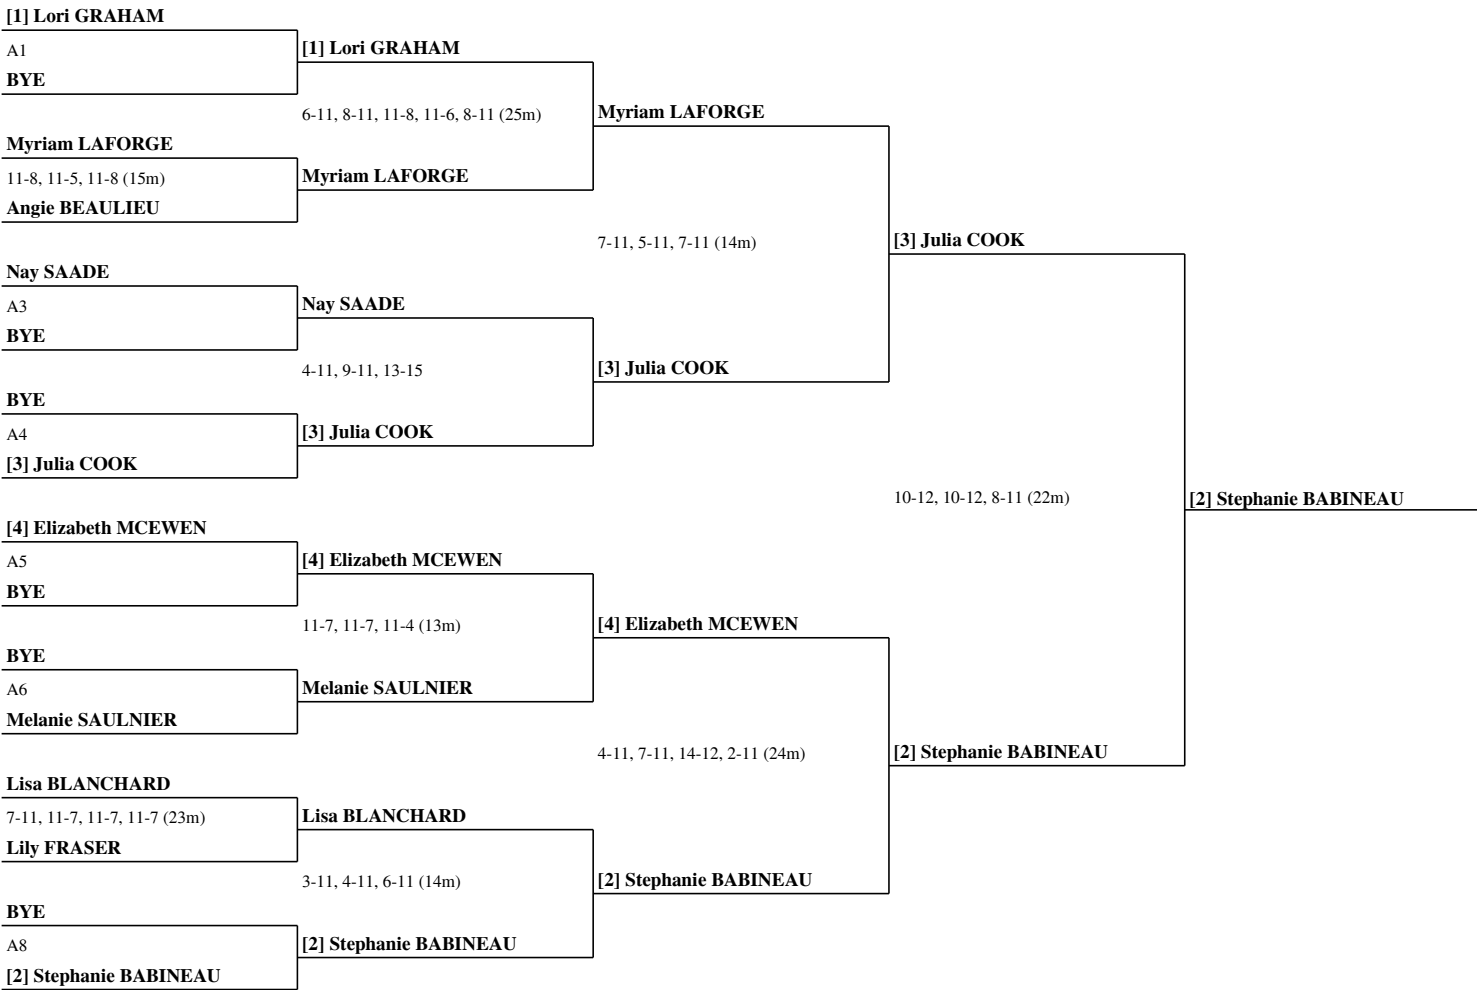 [1] Lori GRAHAM
A1
BYE
Myriam LAFORGE
11-8, 11-5, 11-8 (15m)
Angie BEAULIEU
Nay SAADE
A3
BYE
BYE
A4
[3] Julia COOK
[4] Elizabeth MCEWEN
A5
BYE
BYE
A6
Melanie SAULNIER
Lisa BLANCHARD
7-11, 11-7, 11-7, 11-7 (23m)
Lily FRASER
BYE
A8
[2] Stephanie BABINEAU
[1] Lori GRAHAM
6-11, 8-11, 11-8, 11-6, 8-11 (25m)
Myriam LAFORGE
Nay SAADE
4-11, 9-11, 13-15
[3] Julia COOK
[4] Elizabeth MCEWEN
11-7, 11-7, 11-4 (13m)
Melanie SAULNIER
Lisa BLANCHARD
3-11, 4-11, 6-11 (14m)
[2] Stephanie BABINEAU
Myriam LAFORGE
7-11, 5-11, 7-11 (14m)
[3] Julia COOK
[4] Elizabeth MCEWEN
4-11, 7-11, 14-12, 2-11 (24m)
[2] Stephanie BABINEAU
[3] Julia COOK
10-12, 10-12, 8-11 (22m)
[2] Stephanie BABINEAU
[2] Stephanie BABINEAU